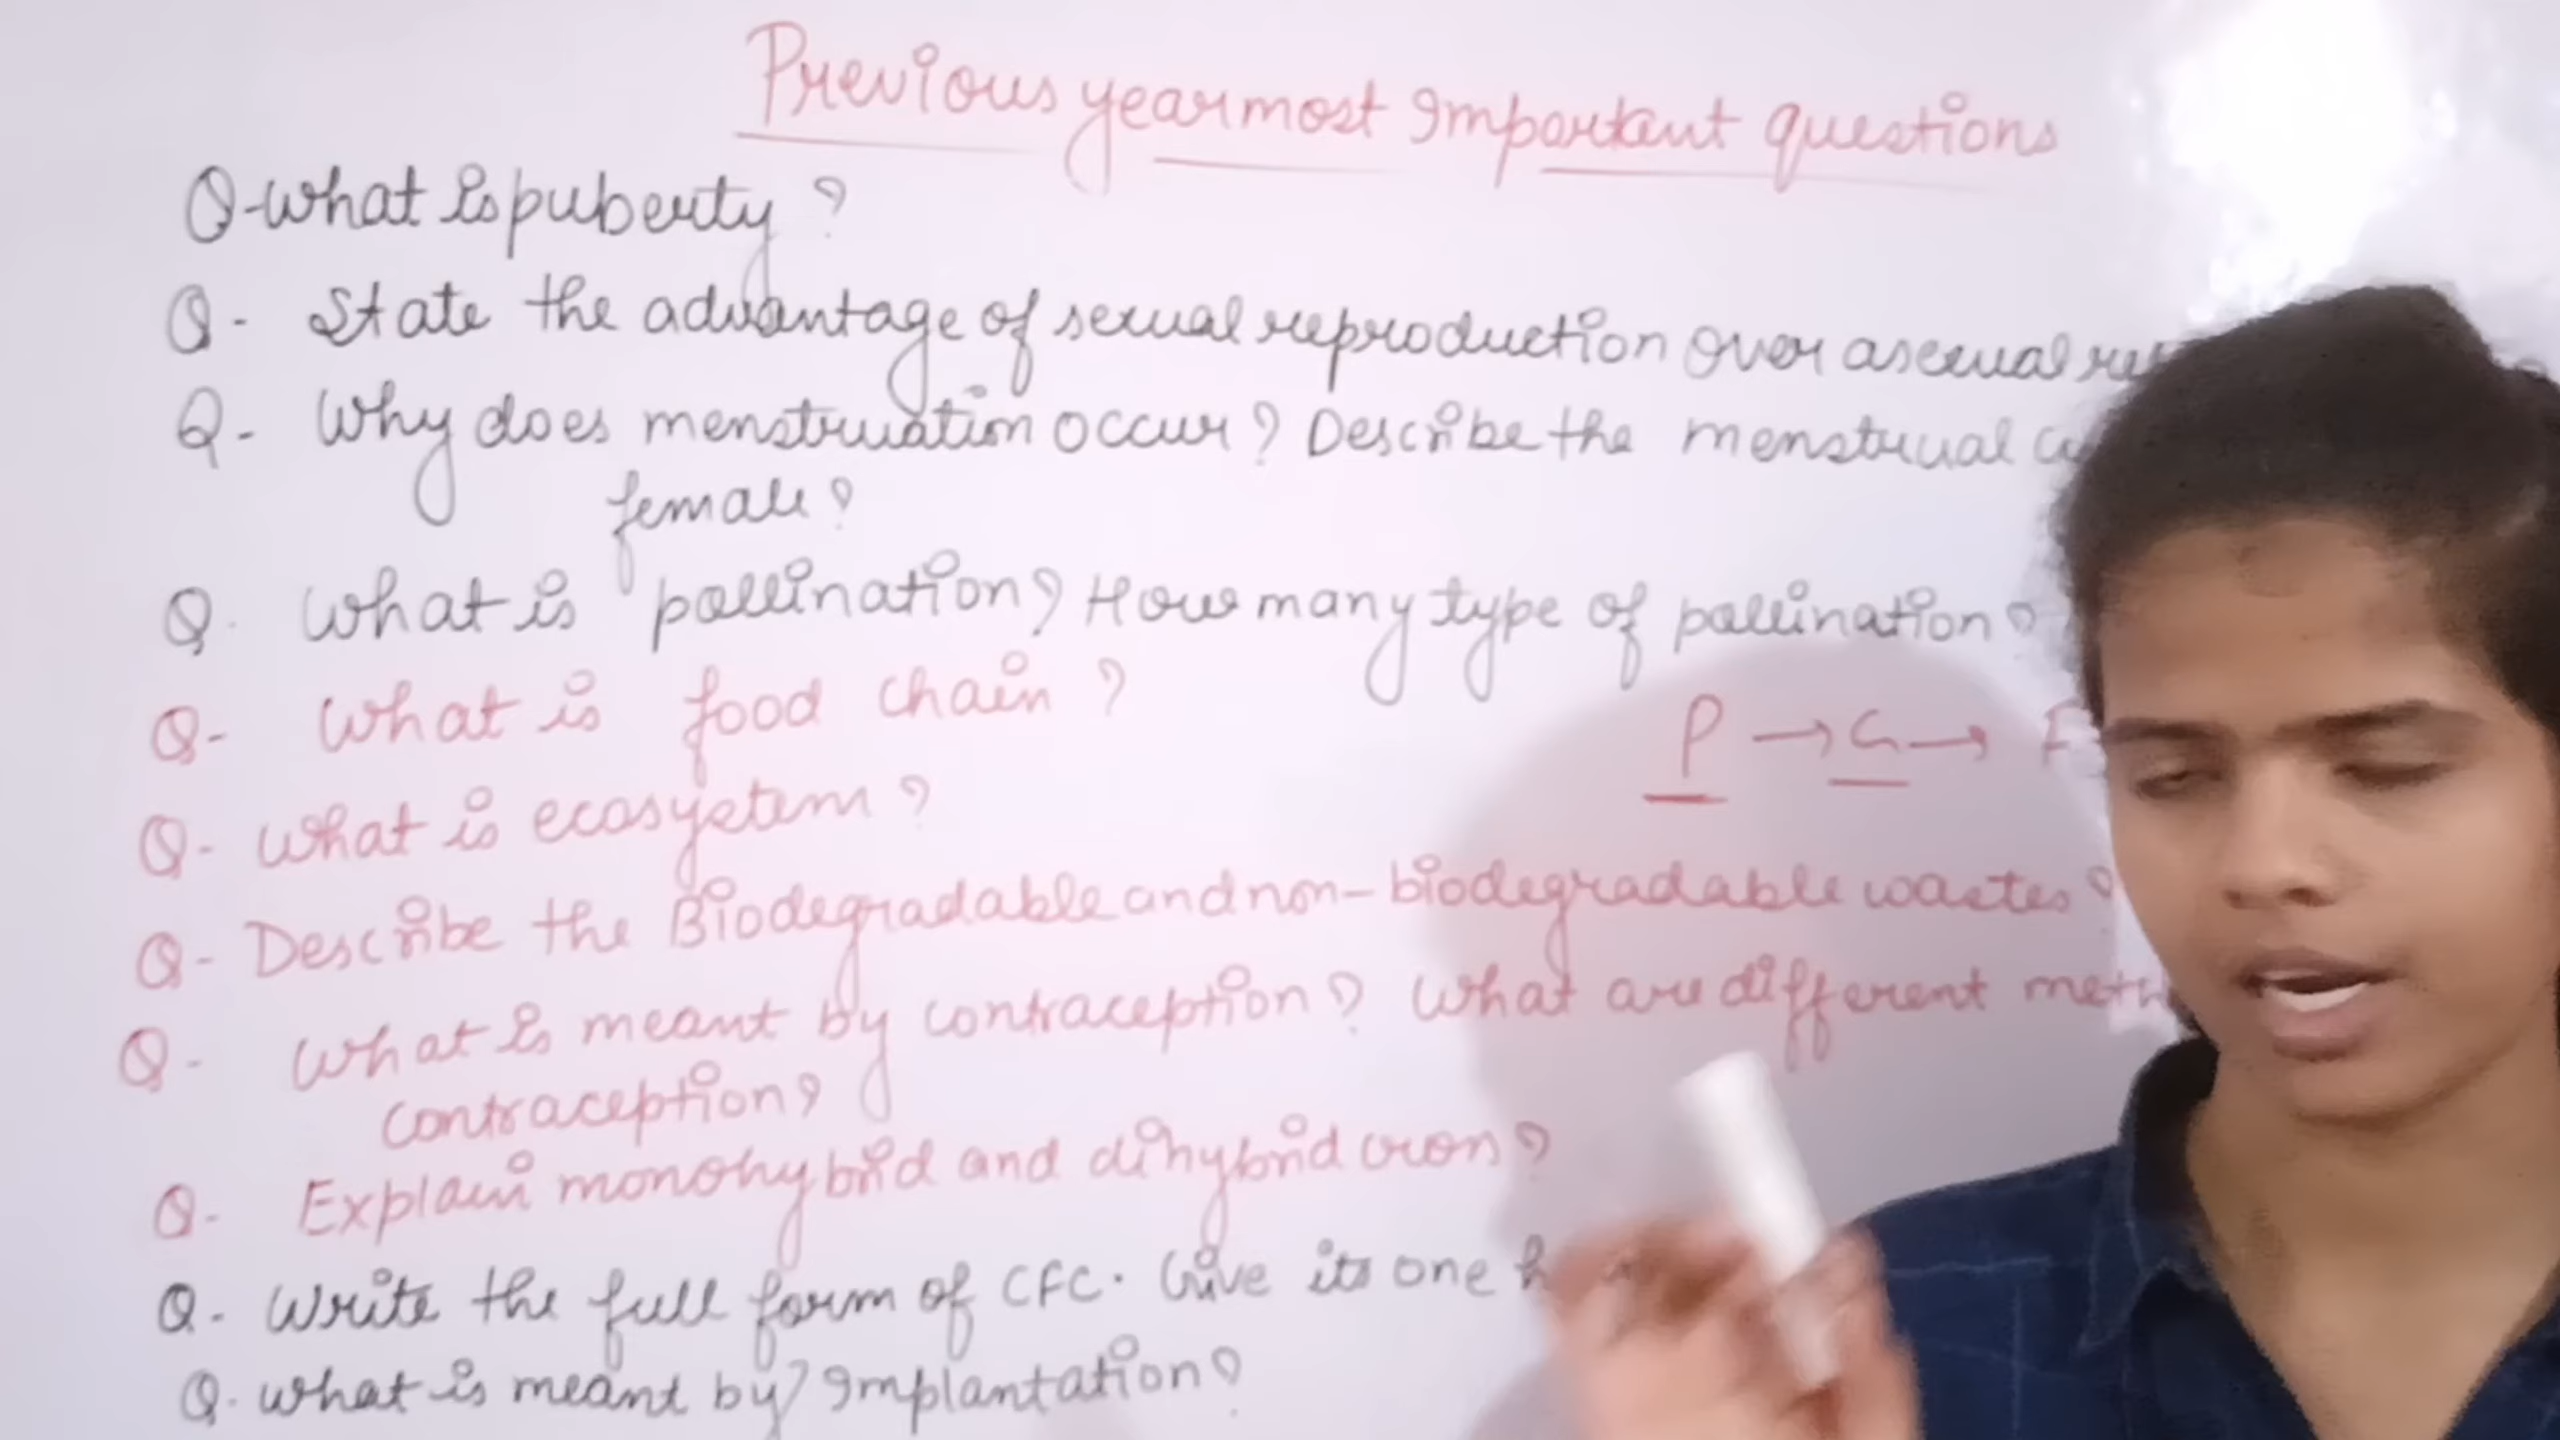 Previous year most Important questions
Q- What is puberty?
Q- State the advantage of sexual reproduction over asexual
Q- Why does menstruation occur? Describe the menstrual
female?
Q. What is pollination? How many type of pollination?
Q- What is food chain?
P → G → F
Q- What is ecosystem?
Q- Describe the Biodegradable and non-biodegradable wastes?
Q- What is meant by contraception? What are different
contraception?
Q- Explain monohybrid and dihybrid cross?
Q. Write the full form of CFC. Give its one
Q. What is meant by Implantation?